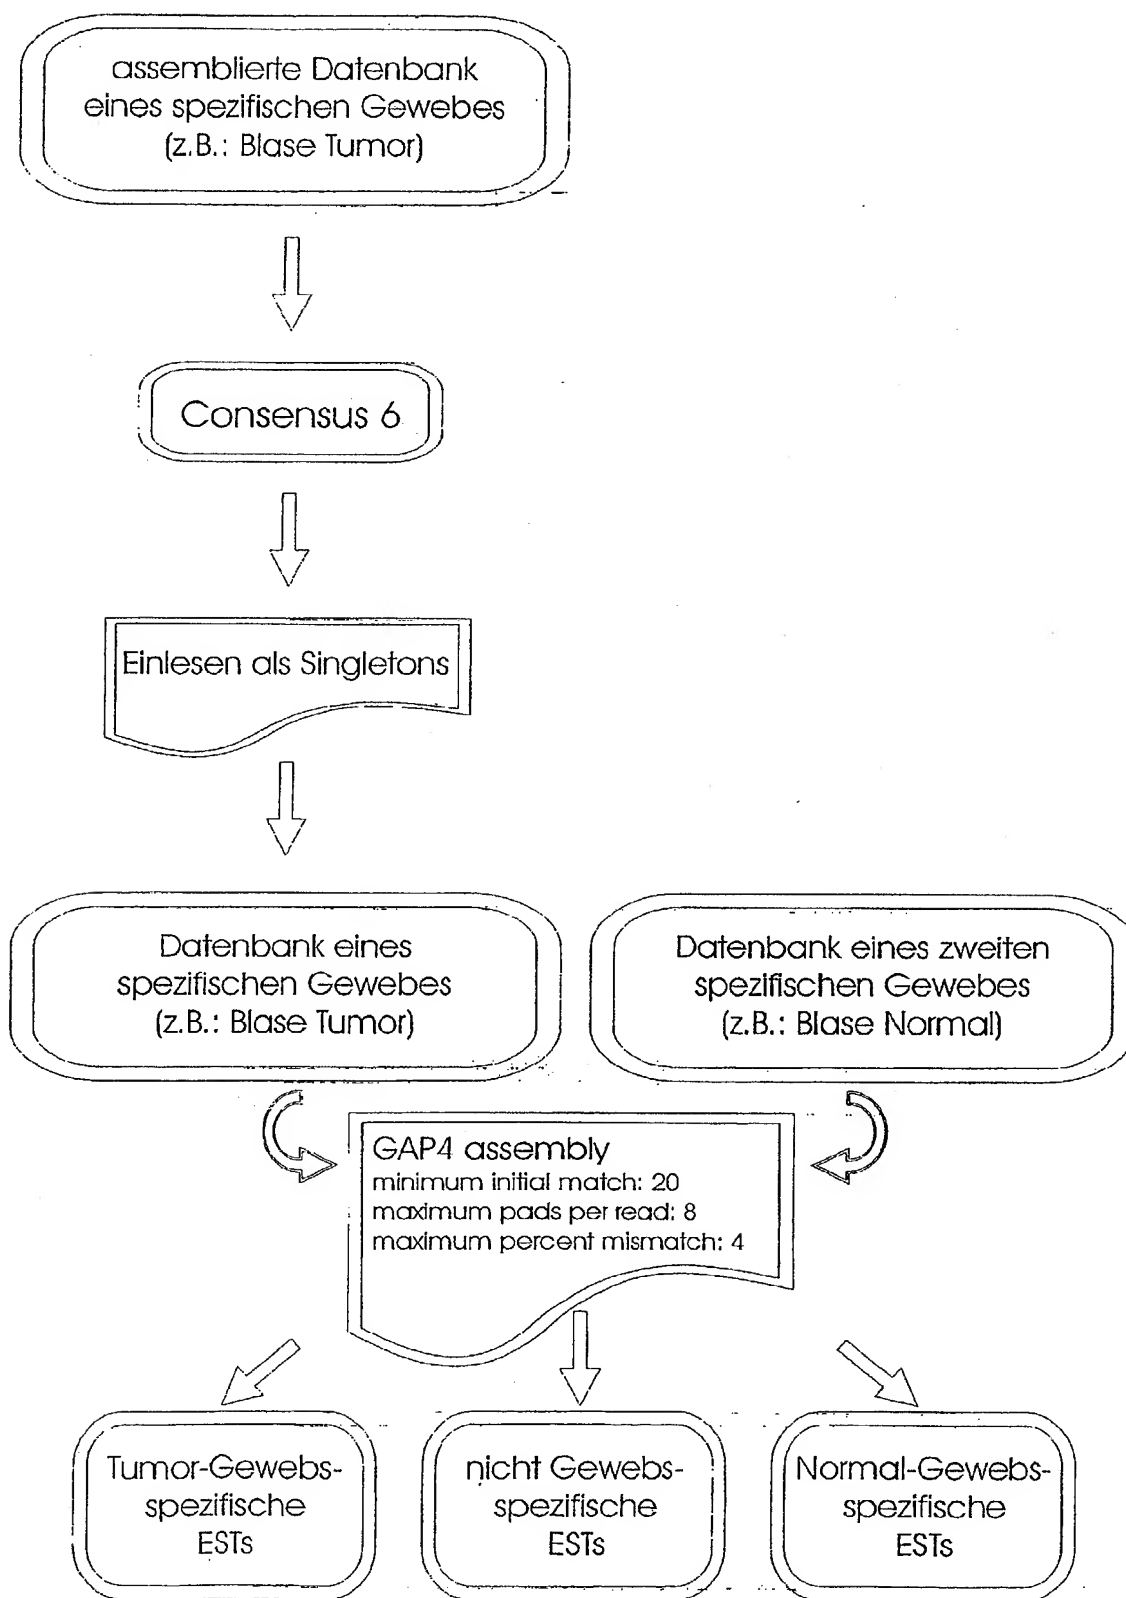 assemblierte Datenbank
eines spezifischen Gewebes
(z.B.: Blase Tumor)
Consensus 6
Einlesen als Singletons
Datenbank eines
spezifischen Gewebes
(z.B.: Blase Tumor)
Datenbank eines zweiten
spezifischen Gewebes
(z.B.: Blase Normal)
GAP4 assembly
minimum initial match: 20
maximum pads per read: 8
maximum percent mismatch: 4
Tumor-Gewebs-
spezifische
ESTs
nicht Gewebs-
spezifische
ESTs
Normal-Gewebs-
spezifische
ESTs